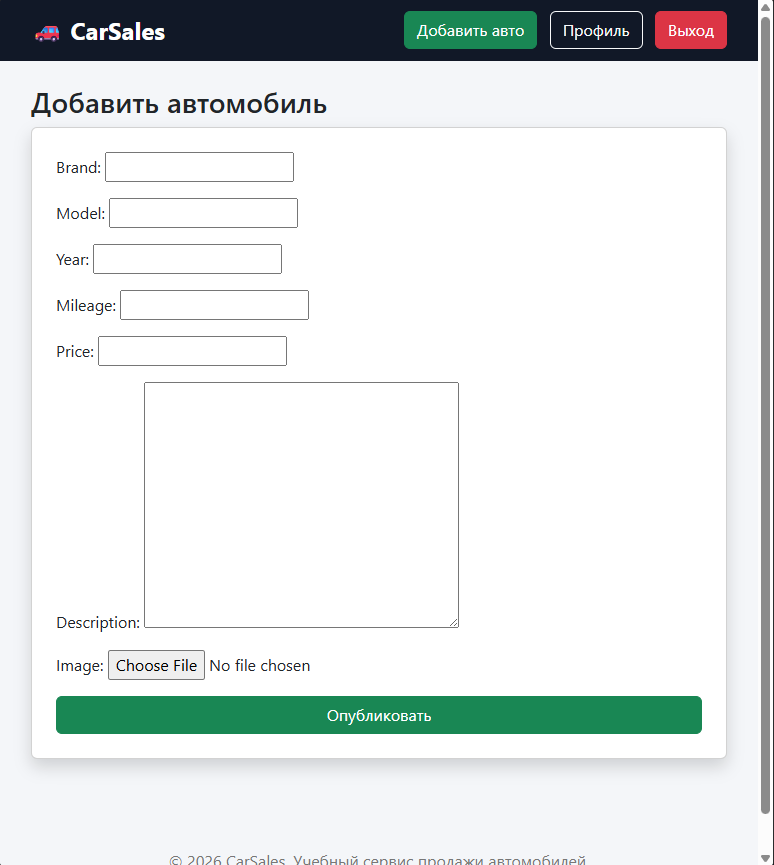 CarSales Добавить авто Профиль Выход
Добавить автомобиль
Brand:
Model:
Year:
Mileage:
Price:
Description:
Image: Choose File No file chosen
Опубликовать
© 2026 CarSales. Учебный сервис продажи автомобилей